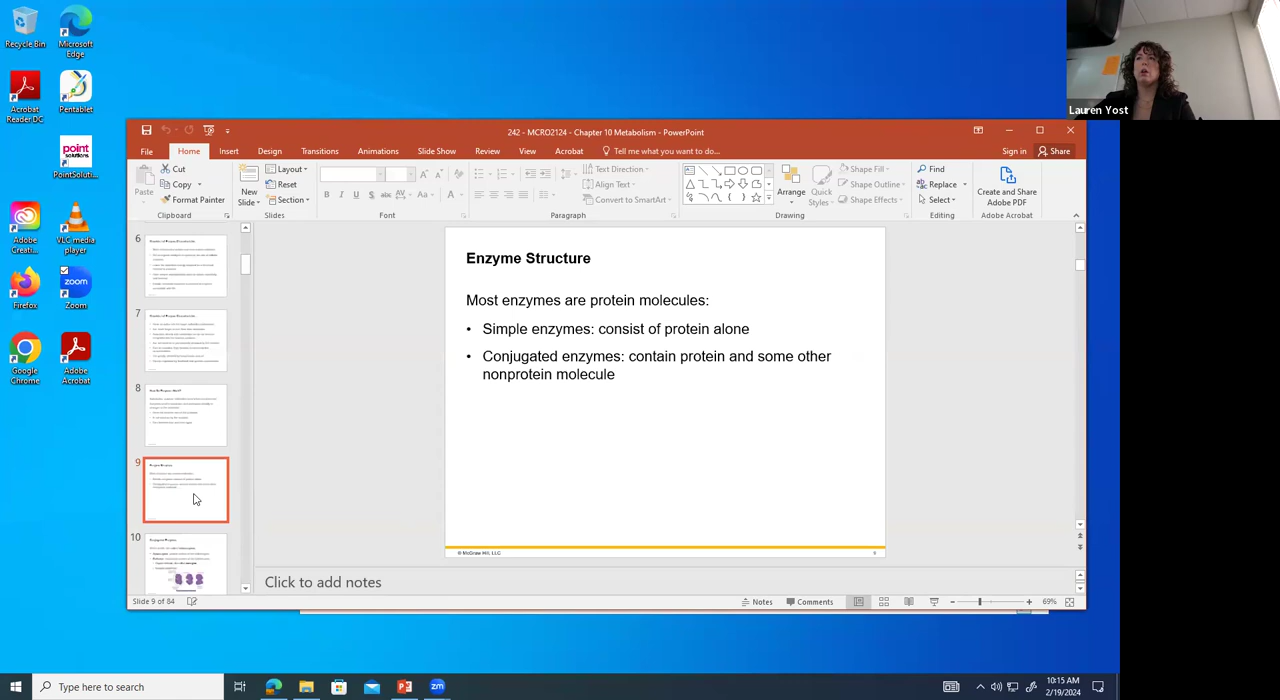 Recycle Bin
Microsoft Edge
Acrobat Reader DC
Pentablet
PointSoluti...
Adobe Creati...
VLC media player
Firefox
Zoom
Google Chrome
Adobe Acrobat
Lauren Yost
242 - MCRO2124 - Chapter 10 Metabolism - PowerPoint
File Home Insert Design Transitions Animations Slide Show Review View Acrobat Tell me what you want to do... Sign in Share
Paste
Cut
Copy
Format Painter
Clipboard
New Slide
Layout
Reset
Section
Slides
Font
Text Direction
Align Text
Convert to SmartArt
Paragraph
Arrange
Quick Styles
Shape Fill
Shape Outline
Shape Effects
Drawing
Find
Replace
Select
Editing
Create and Share Adobe PDF
Adobe Acrobat
6
7
8
9
10
Enzyme Structure
Most enzymes are protein molecules:
• Simple enzymes: consist of protein alone
• Conjugated enzymes: contain protein and some other
nonprotein molecule
© McGraw Hill, LLC
9
Click to add notes
Slide 9 of 84
Notes Comments 69%
Type here to search
10:15 AM
2/19/2024